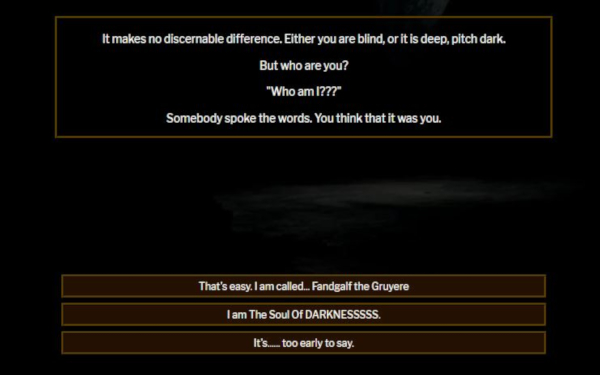 It makes no discernable difference. Either you are blind, or it is deep, pitch dark.
But who are you?
"Who am I???"
Somebody spoke the words. You think that it was you.
That's easy. I am called... Fandgalf the Gruyere
I am The Soul Of DARKNESSSSS.
It's...... too early to say.